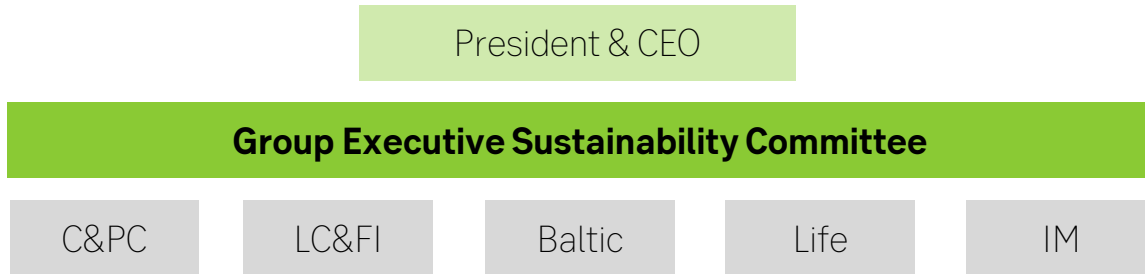 President & CEO
Group Executive Sustainability Committee
C&PC LC&FI Baltic Life IM